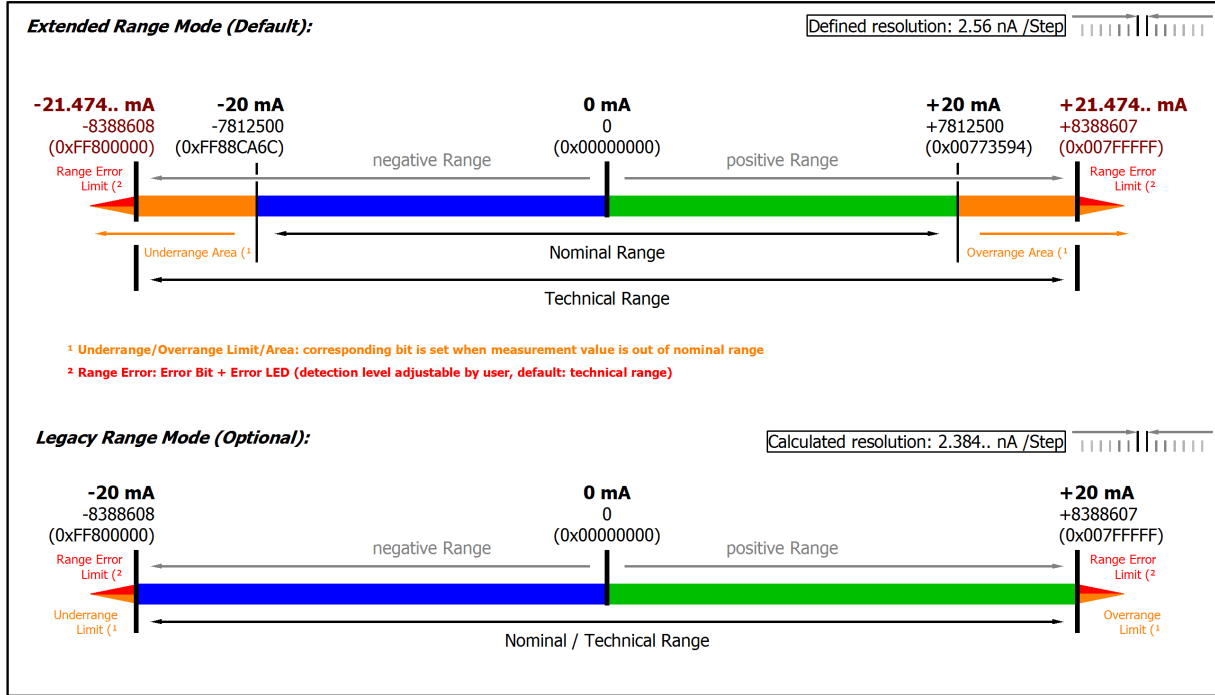 Extended Range Mode (Default):
Defined resolution: 2.56 nA /Step
-21.474.. mA
-8388608
(0xFF800000)
-20 mA
-7812500
(0xFF88CA6C)
0 mA
0
(0x00000000)
+20 mA
+7812500
(0x00773594)
+21.474.. mA
+8388607
(0x007FFFFF)
Range Error
Limit (²
negative Range
positive Range
Range Error
Limit (²
Underrange Area (¹
Nominal Range
Overrange Area (¹
Technical Range
¹ Underrange/Overrange Limit/Area: corresponding bit is set when measurement value is out of nominal range
² Range Error: Error Bit + Error LED (detection level adjustable by user, default: technical range)
Legacy Range Mode (Optional):
Calculated resolution: 2.384.. nA /Step
-20 mA
-8388608
(0xFF800000)
0 mA
0
(0x00000000)
+20 mA
+8388607
(0x007FFFFF)
Range Error
Limit (²
negative Range
positive Range
Range Error
Limit (²
Underrange
Limit (¹
Overrange
Limit (¹
Nominal / Technical Range